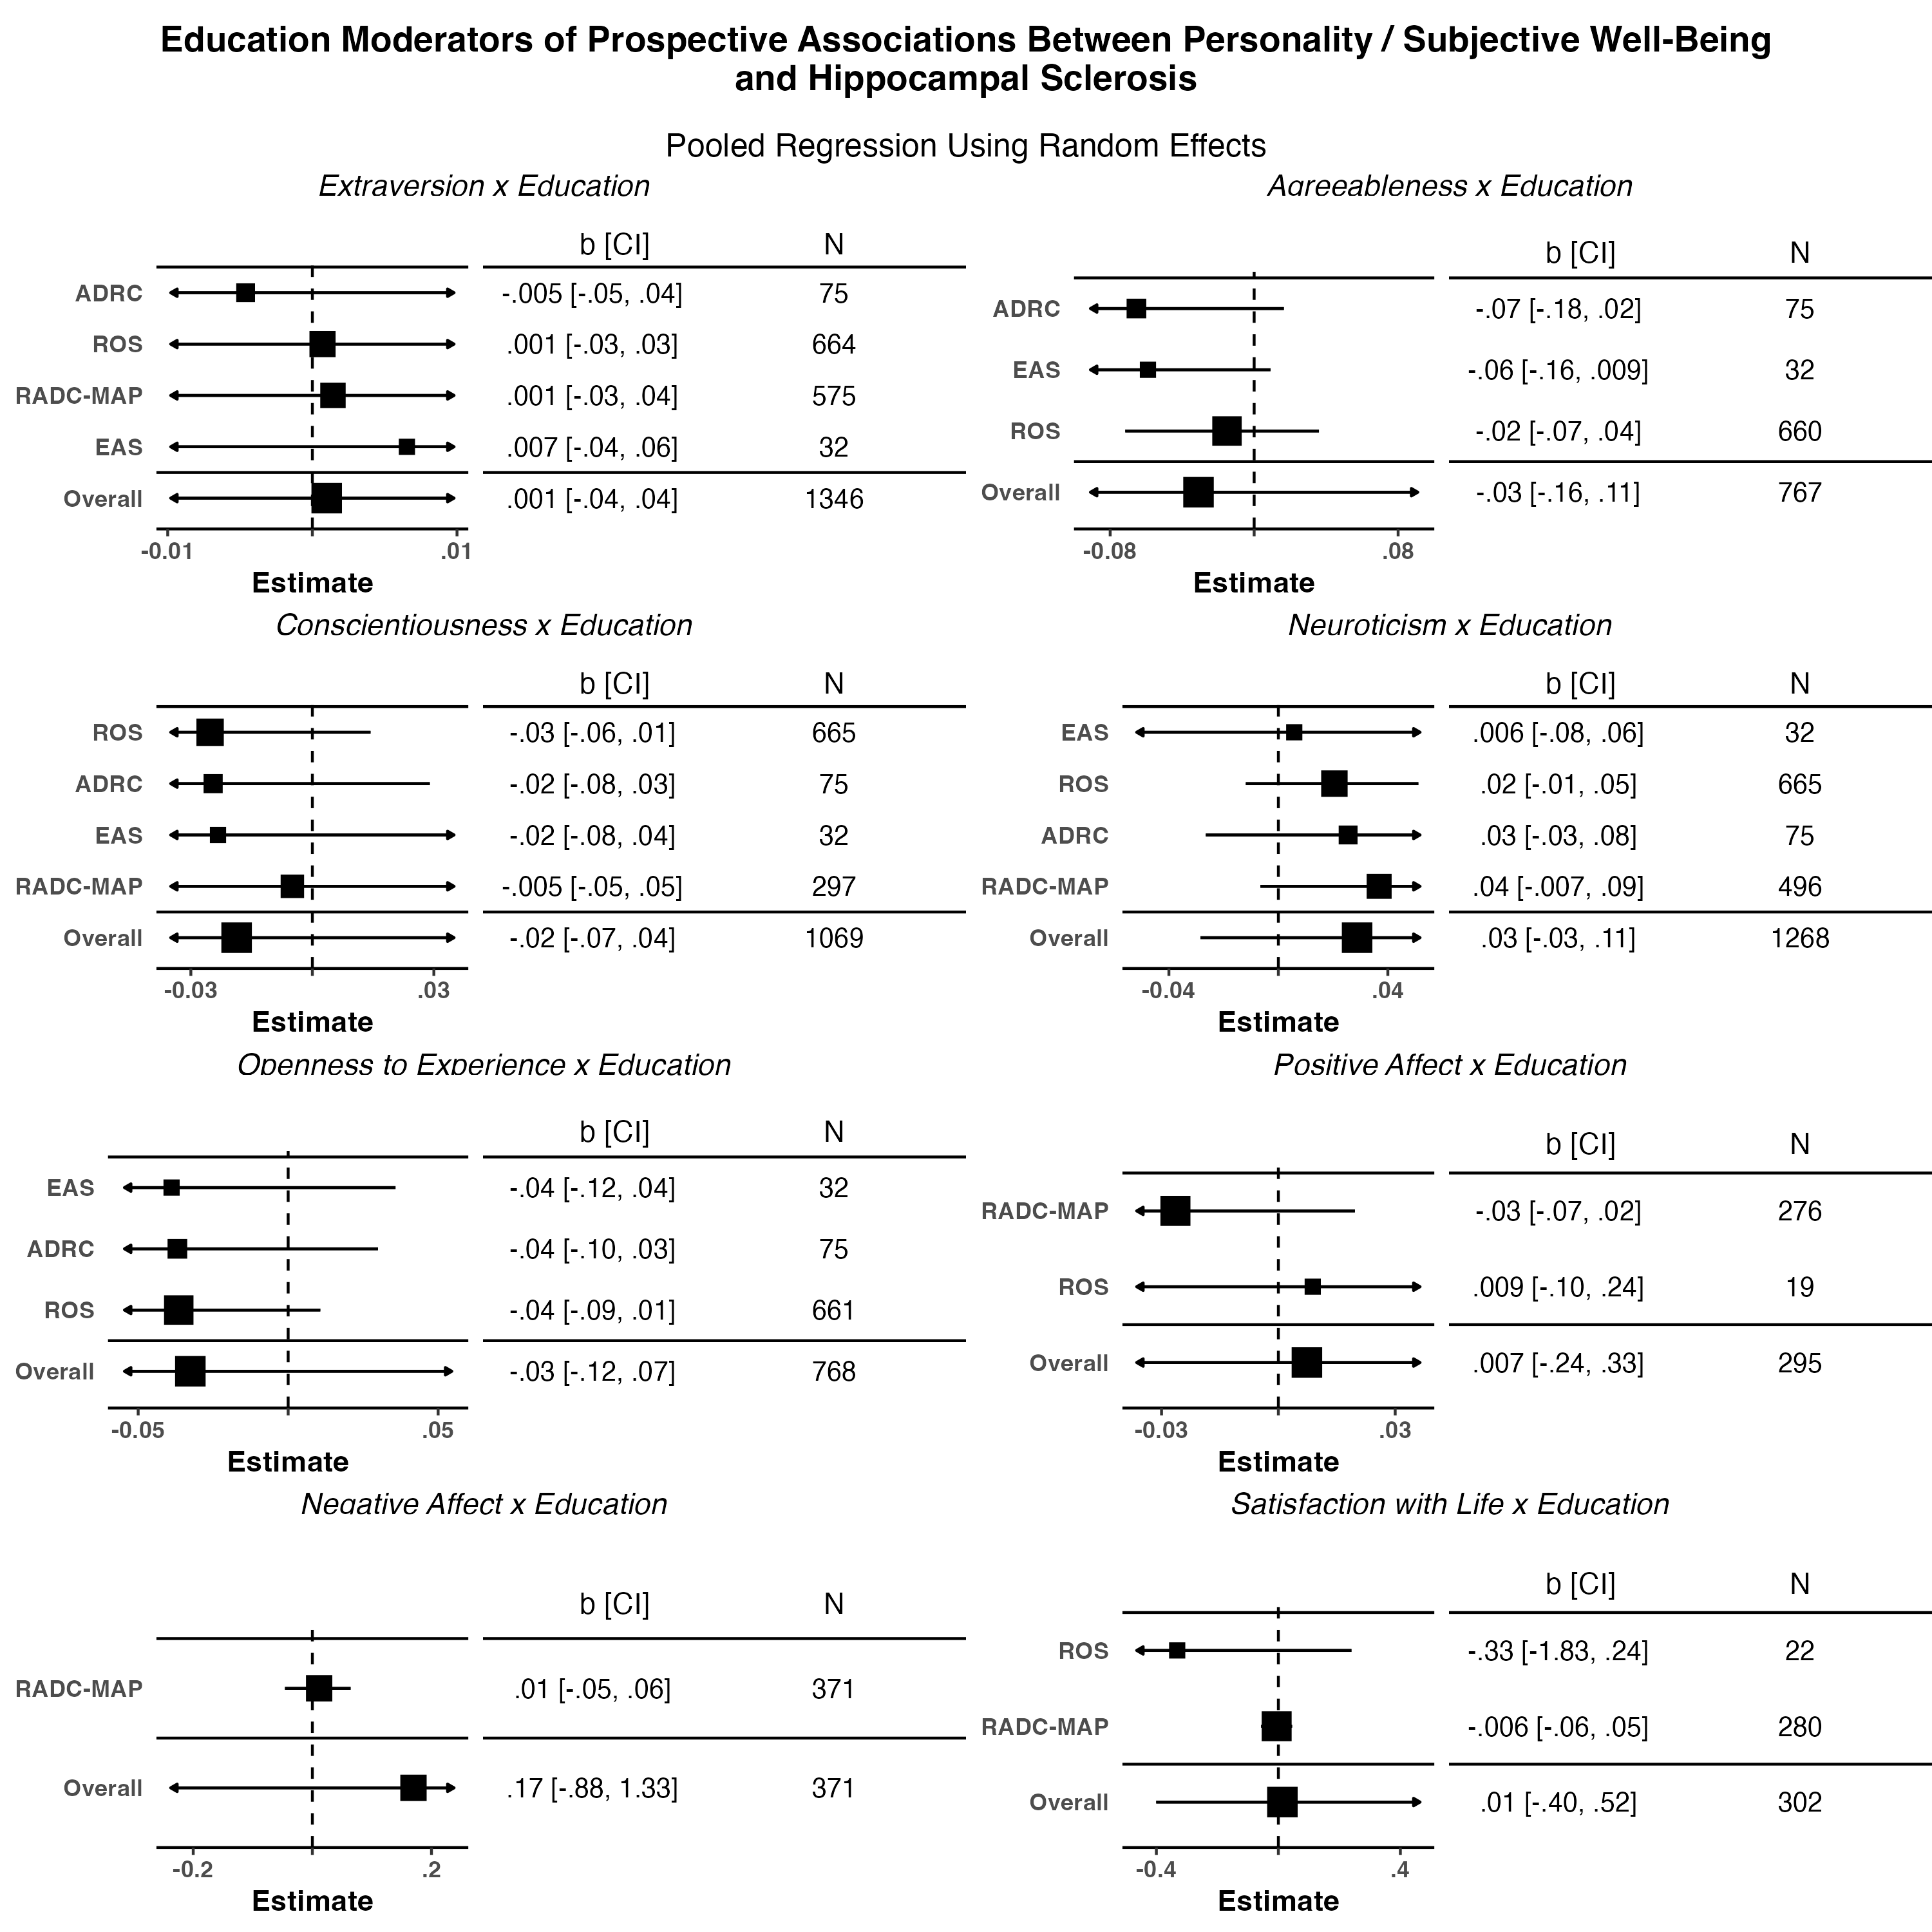 Education Moderators of Prospective Associations Between Personality / Subjective Well-Being
and Hippocampal Sclerosis
Pooled Regression Using Random Effects
Extraversion x Education
b [CI] N
ADRC -.005 [-.05, .04] 75
ROS .001 [-.03, .03] 664
RADC-MAP .001 [-.03, .04] 575
EAS .007 [-.04, .06] 32
Overall .001 [-.04, .04] 1346
-0.01 .01
Estimate
Agreeableness x Education
b [CI] N
ADRC -.07 [-.18, .02] 75
EAS -.06 [-.16, .009] 32
ROS -.02 [-.07, .04] 660
Overall -.03 [-.16, .11] 767
-0.08 .08
Estimate
Conscientiousness x Education
b [CI] N
ROS -.03 [-.06, .01] 665
ADRC -.02 [-.08, .03] 75
EAS -.02 [-.08, .04] 32
RADC-MAP -.005 [-.05, .05] 297
Overall -.02 [-.07, .04] 1069
-0.03 .03
Estimate
Neuroticism x Education
b [CI] N
EAS .006 [-.08, .06] 32
ROS .02 [-.01, .05] 665
ADRC .03 [-.03, .08] 75
RADC-MAP .04 [-.007, .09] 496
Overall .03 [-.03, .11] 1268
-0.04 .04
Estimate
Openness to Experience x Education
b [CI] N
EAS -.04 [-.12, .04] 32
ADRC -.04 [-.10, .03] 75
ROS -.04 [-.09, .01] 661
Overall -.03 [-.12, .07] 768
-0.05 .05
Estimate
Positive Affect x Education
b [CI] N
RADC-MAP -.03 [-.07, .02] 276
ROS .009 [-.10, .24] 19
Overall .007 [-.24, .33] 295
-0.03 .03
Estimate
Negative Affect x Education
b [CI] N
RADC-MAP .01 [-.05, .06] 371
Overall .17 [-.88, 1.33] 371
-0.2 .2
Estimate
Satisfaction with Life x Education
b [CI] N
ROS -.33 [-1.83, .24] 22
RADC-MAP -.006 [-.06, .05] 280
Overall .01 [-.40, .52] 302
-0.4 .4
Estimate